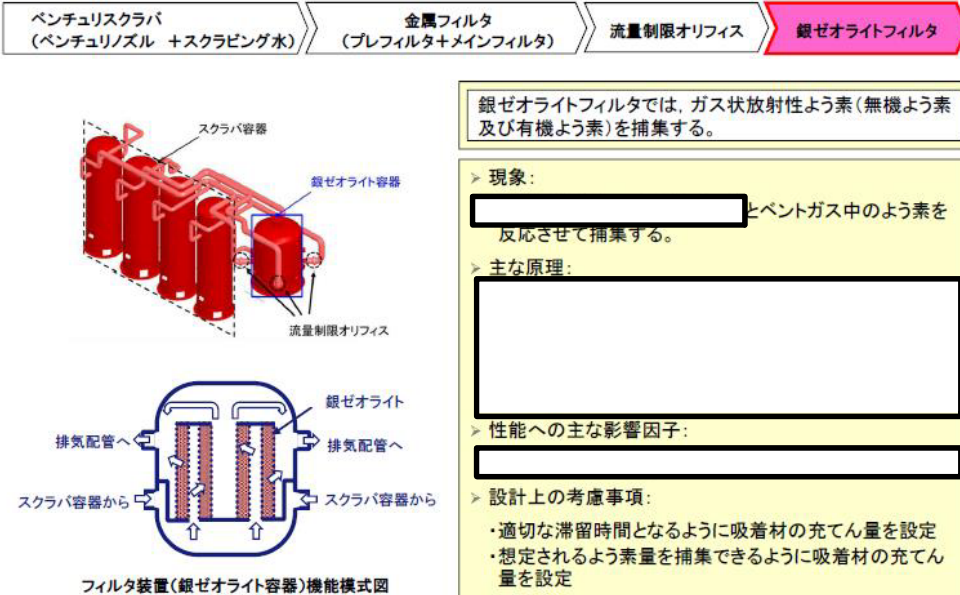 ベンチュリスクラバ
(ベンチュリノズル +スクラビング水)
金属フィルタ
(プレフィルタ+メインフィルタ)
流量制限オリフィス
銀ゼオライトフィルタ
スクラバ容器
銀ゼオライト容器
流量制限オリフィス
銀ゼオライト
排気配管へ
排気配管へ
スクラバ容器から
スクラバ容器から
フィルタ装置(銀ゼオライト容器)機能模式図
銀ゼオライトフィルタでは,ガス状放射性よう素(無機よう素
及び有機よう素)を捕集する。
➢ 現象:
とベントガス中のよう素を
反応させて捕集する。
➢ 主な原理:
➢ 性能への主な影響因子:
➢ 設計上の考慮事項:
・適切な滞留時間となるように吸着材の充てん量を設定
・想定されるよう素量を捕集できるように吸着材の充てん
量を設定